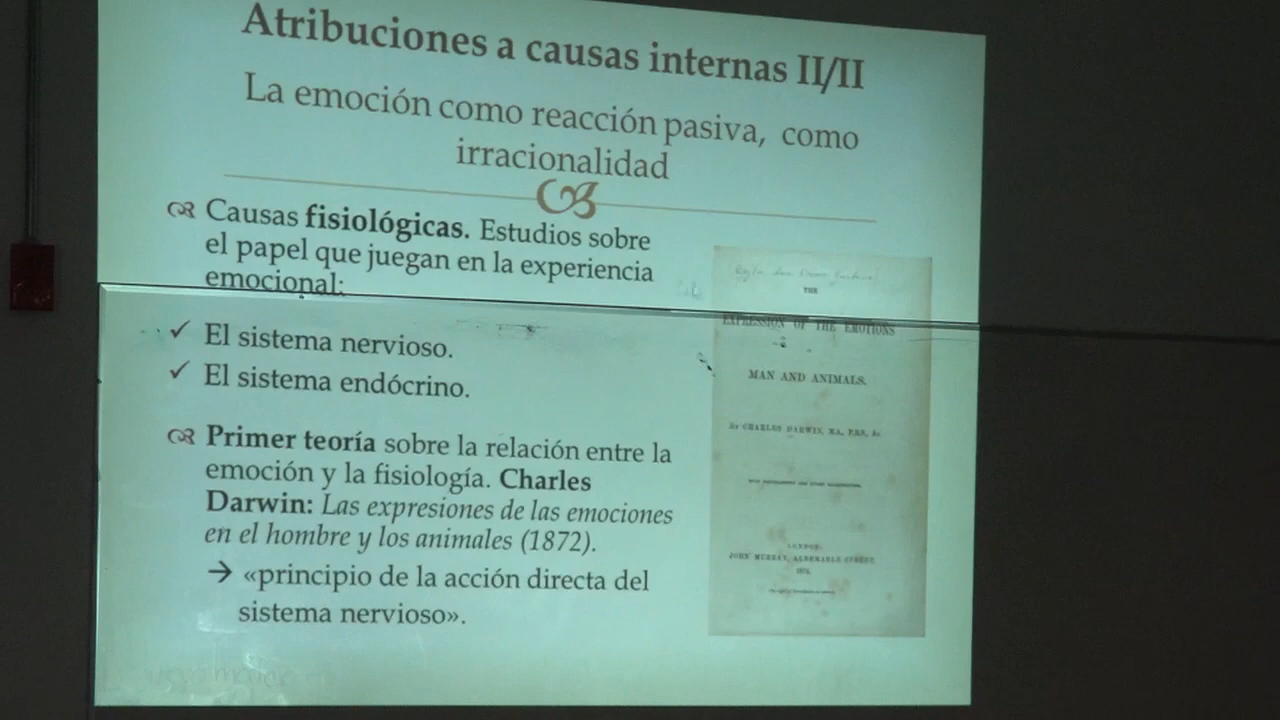 Atribuciones a causas internas II/II
La emoción como reacción pasiva, como
irracionalidad
Causas fisiológicas. Estudios sobre
el papel que juegan en la experiencia
emocional:
✓ El sistema nervioso.
✓ El sistema endócrino.
Primer teoría sobre la relación entre la
emoción y la fisiología. Charles
Darwin: Las expresiones de las emociones
en el hombre y los animales (1872).
→ «principio de la acción directa del
sistema nervioso».
THE
EXPRESSION OF THE EMOTIONS
MAN AND ANIMALS.
BY CHARLES DARWIN, M.A., F.R.S., &c.
LONDON:
JOHN MURRAY, ALBEMARLE STREET.